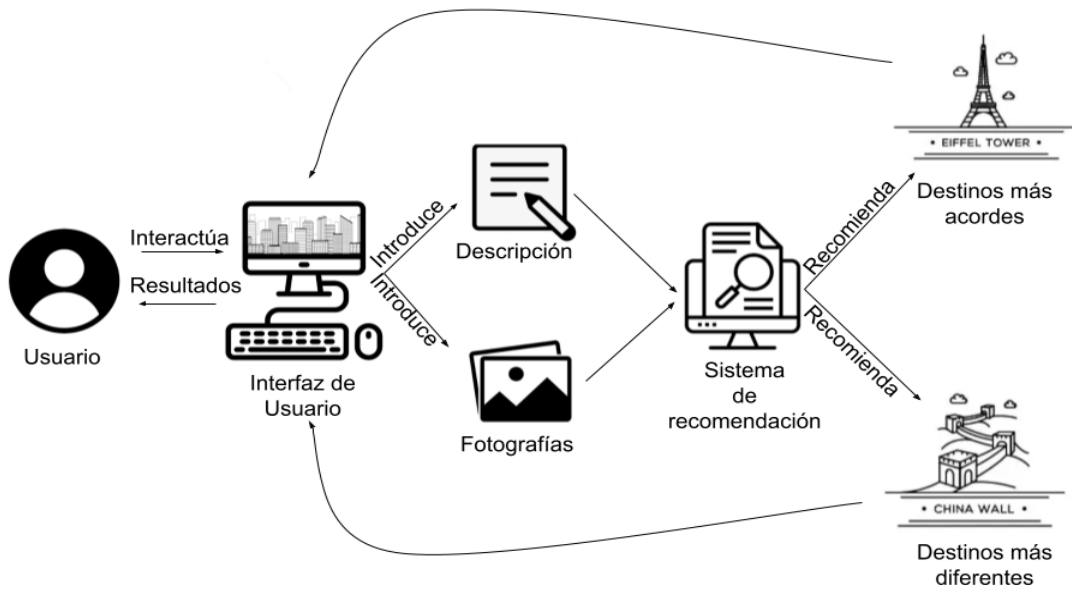 • EIFFEL TOWER •
Destinos más
acordes
Introduce
Recomienda
Interactúa
Descripción
Resultados
Introduce
Recomienda
Usuario
Interfaz de
Usuario
Sistema
de
recomendación
Fotografías
• CHINA WALL •
Destinos más
diferentes